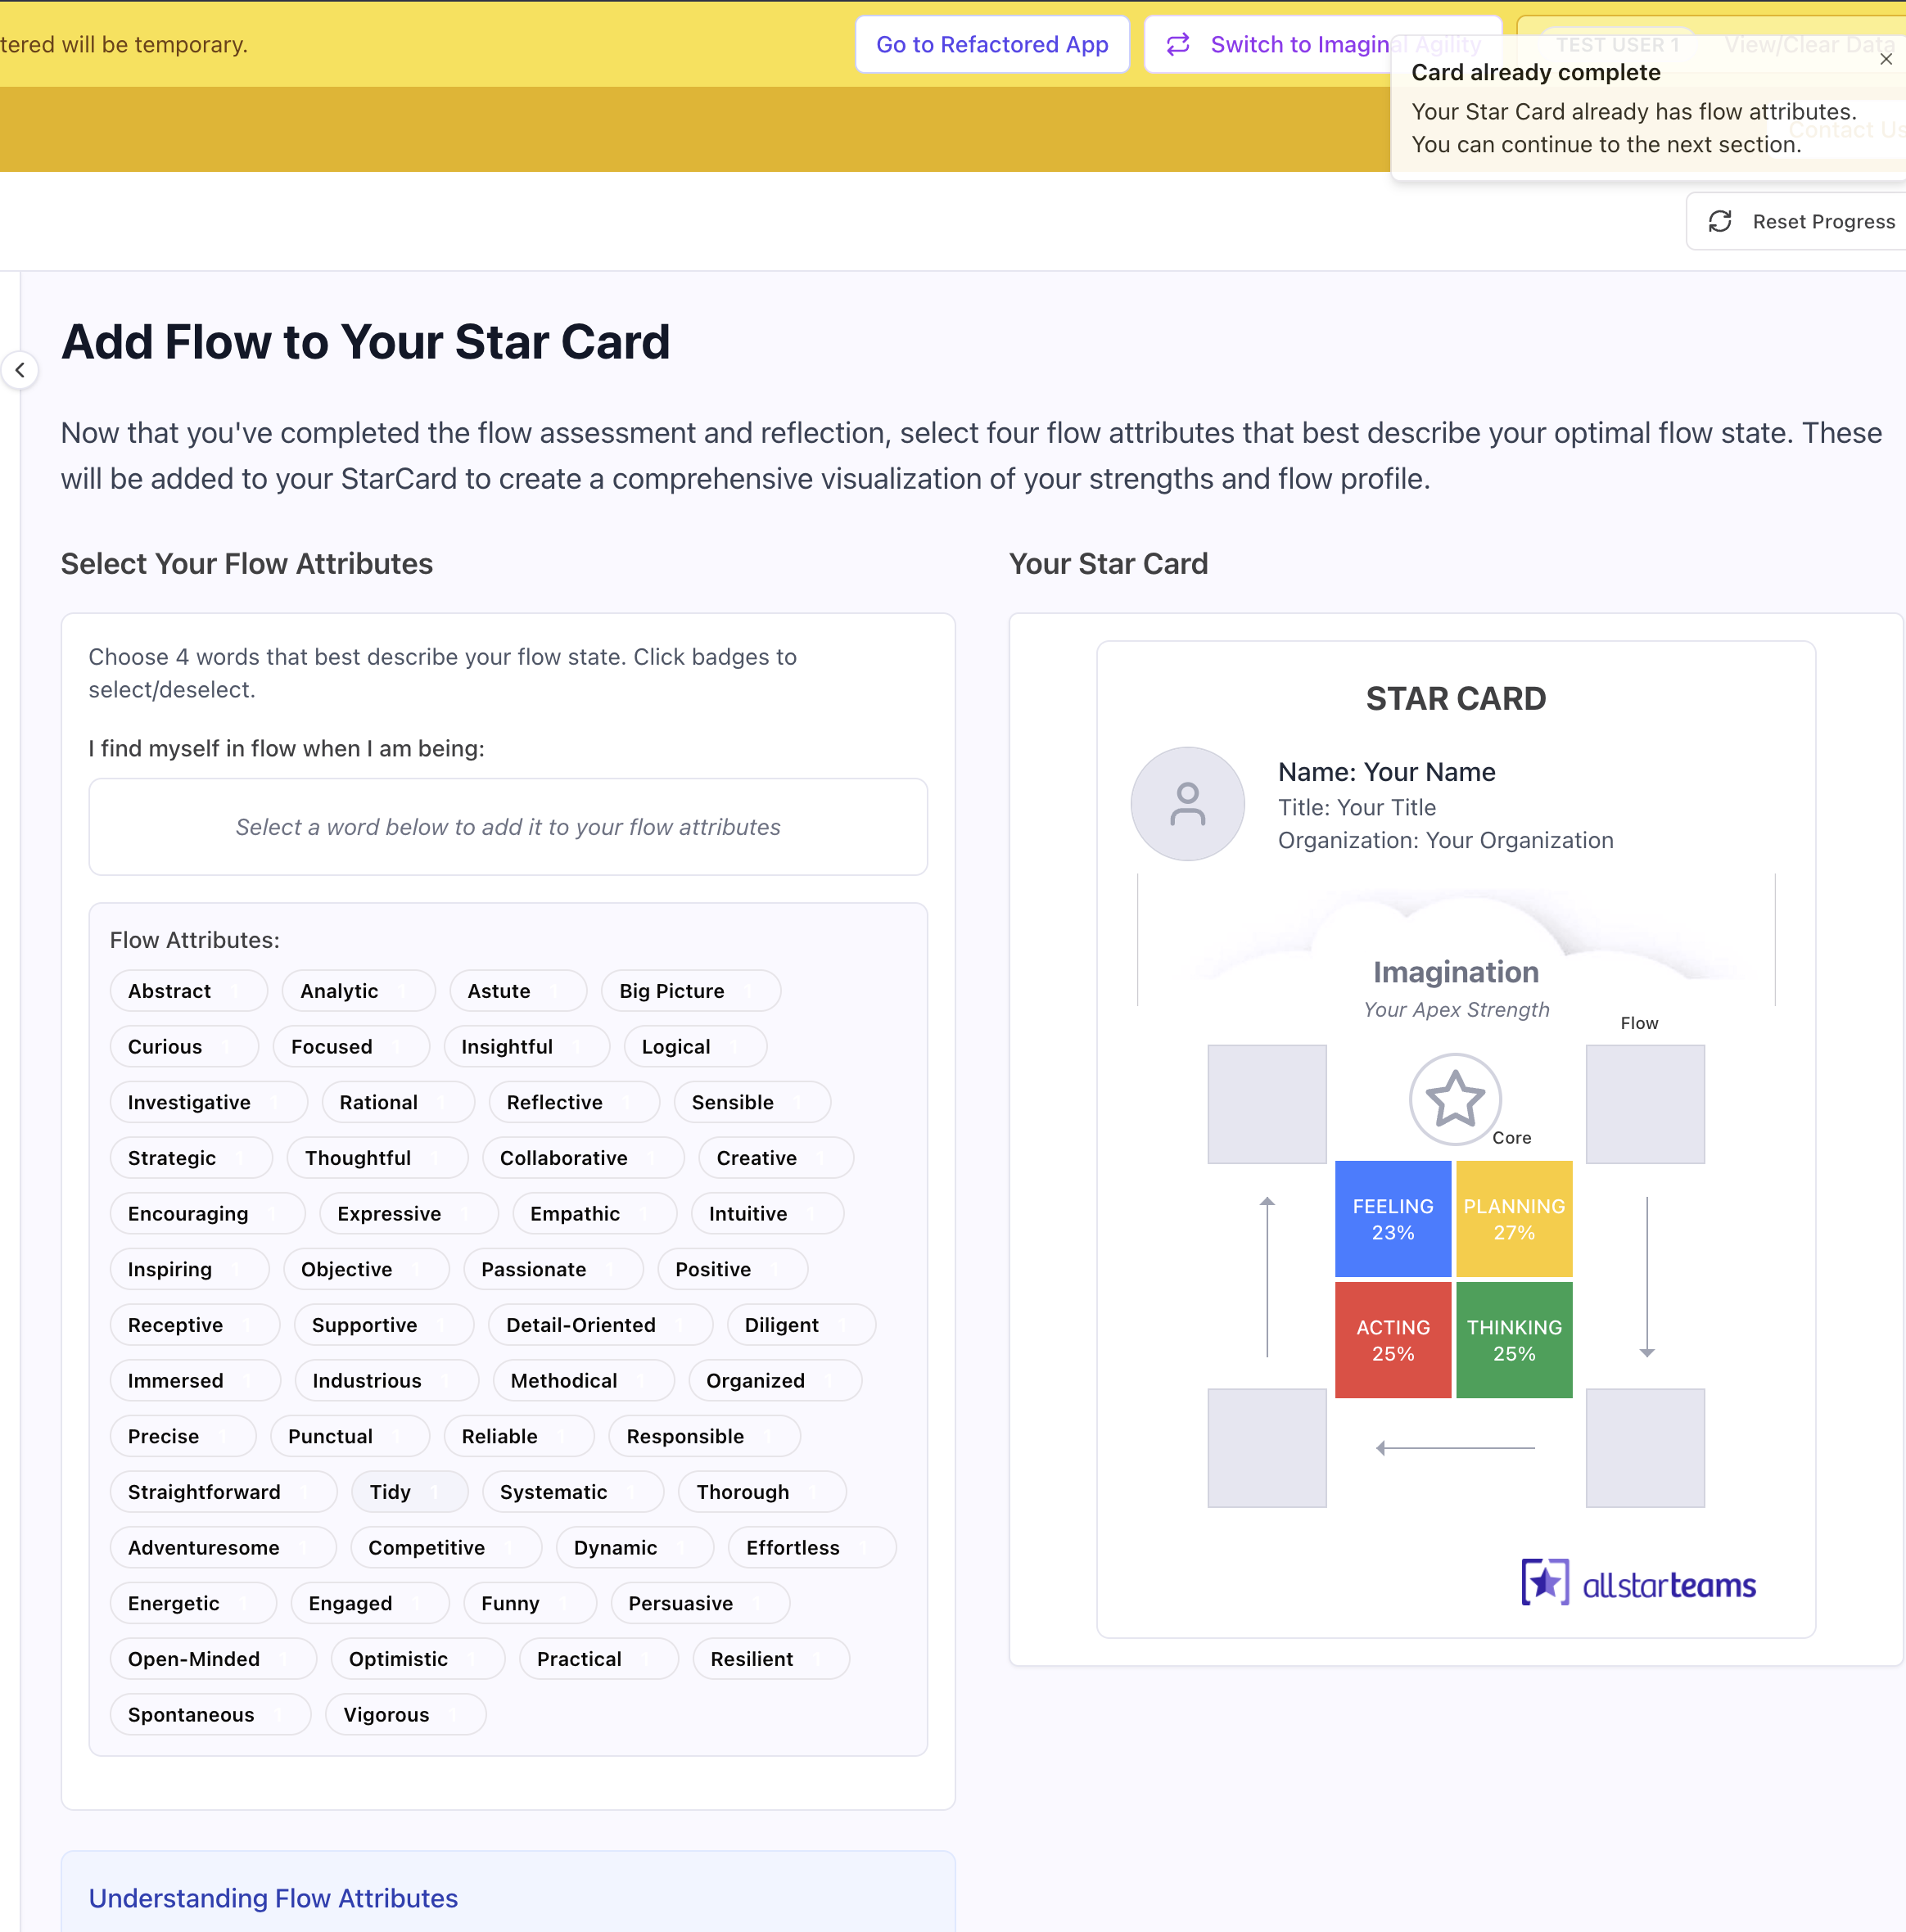 tered will be temporary.
Go to Refactored App
Switch to Imaginal Agility
TEST USER 1
View/Clear Data
Card already complete
Your Star Card already has flow attributes.
You can continue to the next section.
Contact Us
Reset Progress
Add Flow to Your Star Card
Now that you've completed the flow assessment and reflection, select four flow attributes that best describe your optimal flow state. These
will be added to your StarCard to create a comprehensive visualization of your strengths and flow profile.
Select Your Flow Attributes
Choose 4 words that best describe your flow state. Click badges to
select/deselect.
I find myself in flow when I am being:
Select a word below to add it to your flow attributes
Flow Attributes:
Abstract Analytic Astute Big Picture
Curious Focused Insightful Logical
Investigative Rational Reflective Sensible
Strategic Thoughtful Collaborative Creative
Encouraging Expressive Empathic Intuitive
Inspiring Objective Passionate Positive
Receptive Supportive Detail-Oriented Diligent
Immersed Industrious Methodical Organized
Precise Punctual Reliable Responsible
Straightforward Tidy Systematic Thorough
Adventuresome Competitive Dynamic Effortless
Energetic Engaged Funny Persuasive
Open-Minded Optimistic Practical Resilient
Spontaneous Vigorous
Understanding Flow Attributes
Your Star Card
STAR CARD
Name: Your Name
Title: Your Title
Organization: Your Organization
Imagination
Your Apex Strength
Flow
Core
FEELING
23%
PLANNING
27%
ACTING
25%
THINKING
25%
allstarteams